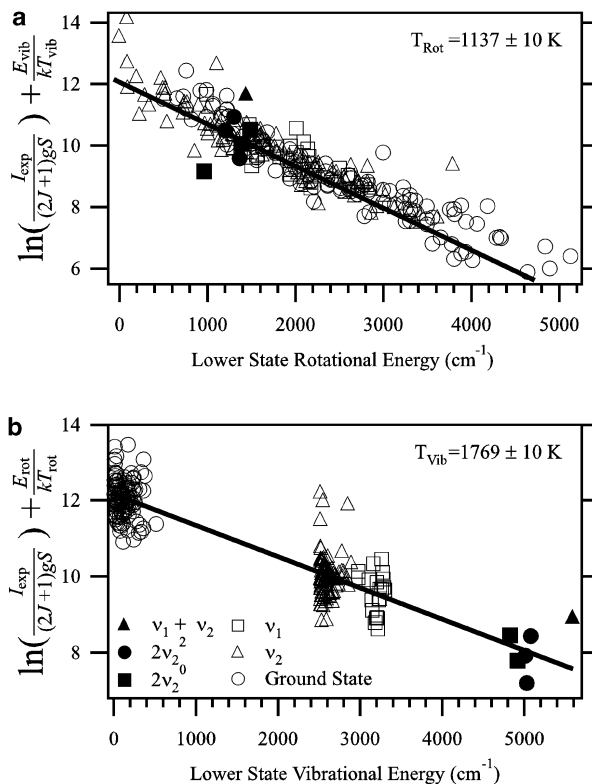 a
14
12
10
8
6
ln(I_exp/(2J+1)gS) + E_vib/kT_vib
T_Rot=1137 ± 10 K
0 1000 2000 3000 4000 5000
Lower State Rotational Energy (cm⁻¹)
b
14
12
10
8
ln(I_exp/(2J+1)gS) + E_rot/kT_rot
T_Vib=1769 ± 10 K
ν₁ + ν₂
2ν₂²
2ν₂⁰
ν₁
ν₂
Ground State
0 1000 2000 3000 4000 5000
Lower State Vibrational Energy (cm⁻¹)